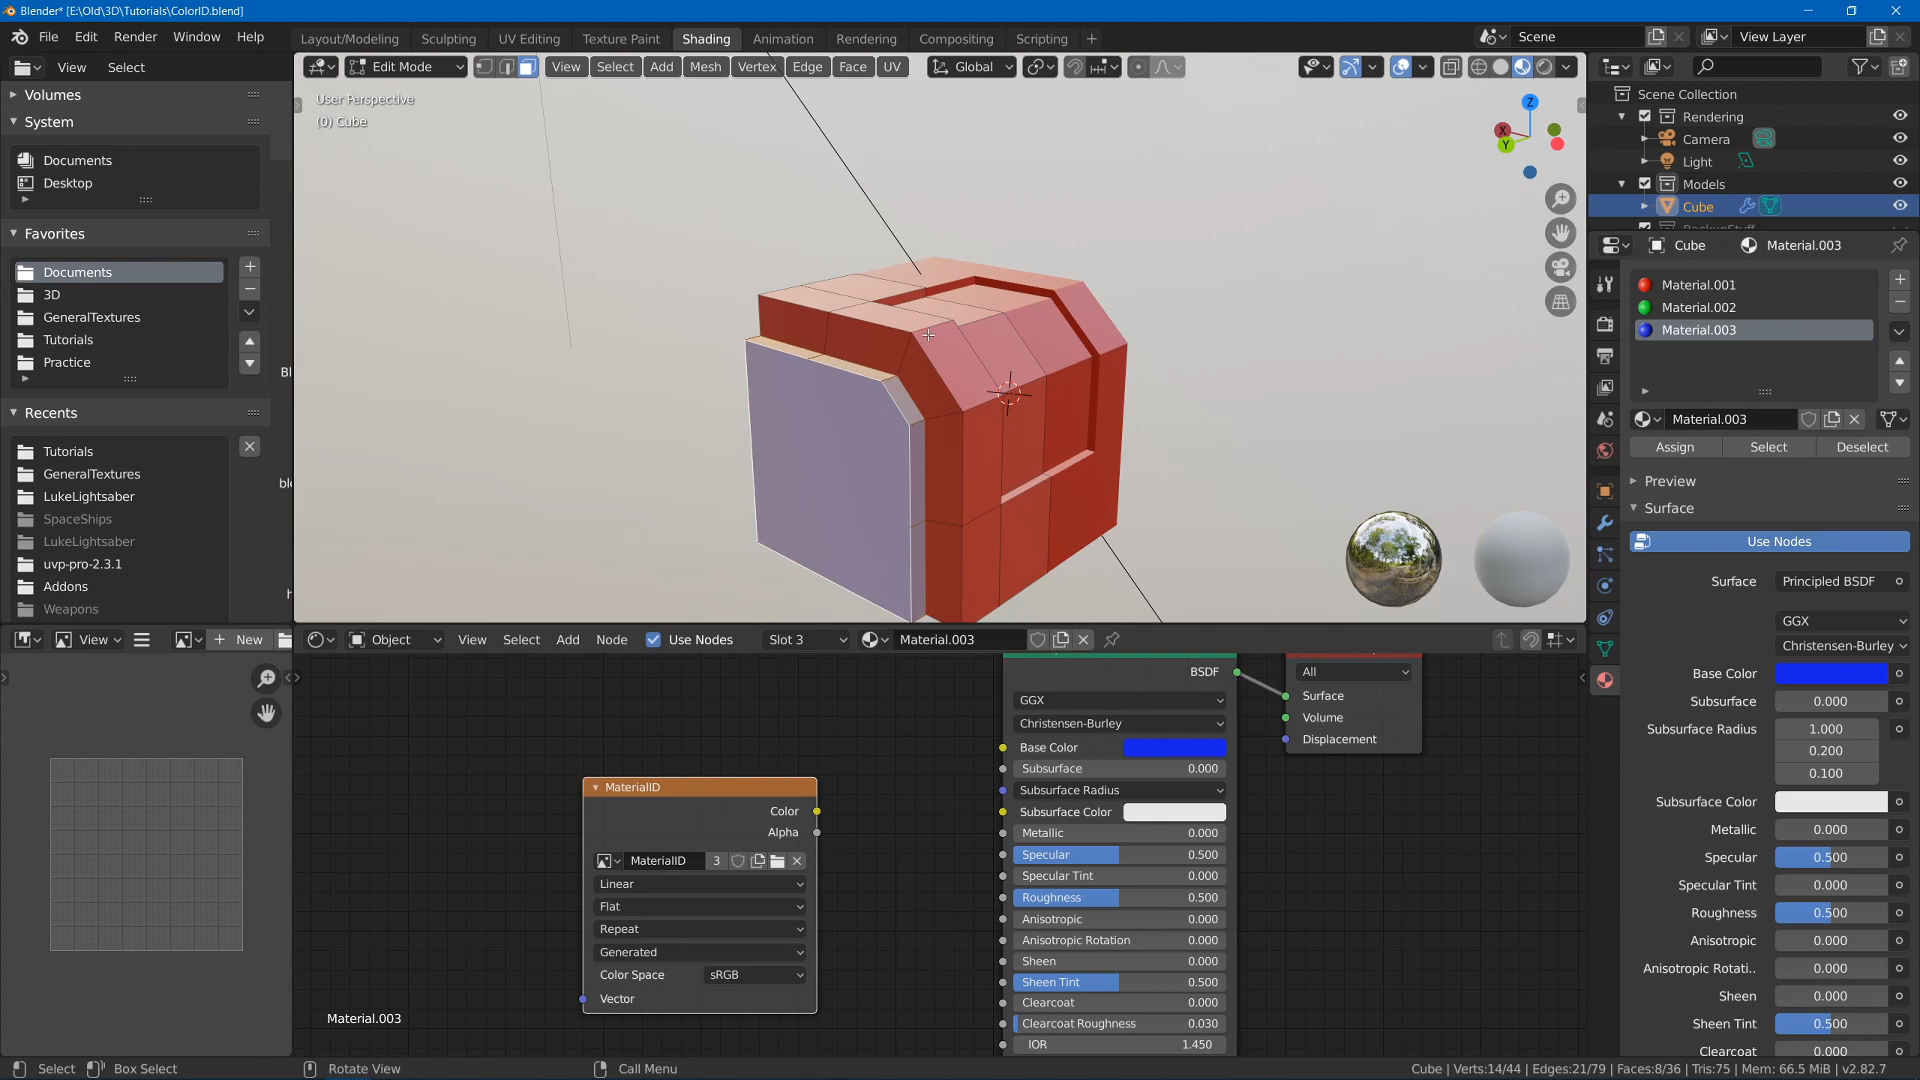 Blender* [E:\Old\3D\Tutorials\ColorID.blend]
File Edit Render Window Help
Layout/Modeling Sculpting UV Editing Texture Paint Shading Animation Rendering Compositing Scripting +
Scene View Layer
View Select
Edit Mode View Select Add Mesh Vertex Edge Face UV Global
Volumes
System
Documents
Desktop
Favorites
Documents
3D
GeneralTextures
Tutorials
Practice
Recents
Tutorials
GeneralTextures
LukeLightsaber
SpaceShips
LukeLightsaber
uvp-pro-2.3.1
Addons
Weapons
User Perspective
(0) Cube
Z
X
Y
Scene Collection
Rendering
Camera
Light
Models
Cube
Cube Material.003
Material.001
Material.002
Material.003
Material.003
Assign Select Deselect
Preview
Surface
Use Nodes
Surface Principled BSDF
GGX
Christensen-Burley
Base Color
Subsurface 0.000
Subsurface Radius 1.000
0.200
0.100
Subsurface Color
Metallic 0.000
Specular 0.500
Specular Tint 0.000
Roughness 0.500
Anisotropic 0.000
Anisotropic Rotati.. 0.000
Sheen 0.000
Sheen Tint 0.500
Clearcoat 0.000
View New
Object View Select Add Node Use Nodes Slot 3 Material.003
BSDF
GGX
Christensen-Burley
Base Color
Subsurface 0.000
Subsurface Radius
Subsurface Color
Metallic 0.000
Specular 0.500
Specular Tint 0.000
Roughness 0.500
Anisotropic 0.000
Anisotropic Rotation 0.000
Sheen 0.000
Sheen Tint 0.500
Clearcoat 0.000
Clearcoat Roughness 0.030
IOR 1.450
All
Surface
Volume
Displacement
MaterialID
Color
Alpha
MaterialID 3
Linear
Flat
Repeat
Generated
Color Space sRGB
Vector
Material.003
Select Box Select Rotate View Call Menu
Cube | Verts:14/44 | Edges:21/79 | Faces:8/36 | Tris:75 | Mem: 66.5 MiB | v2.82.7